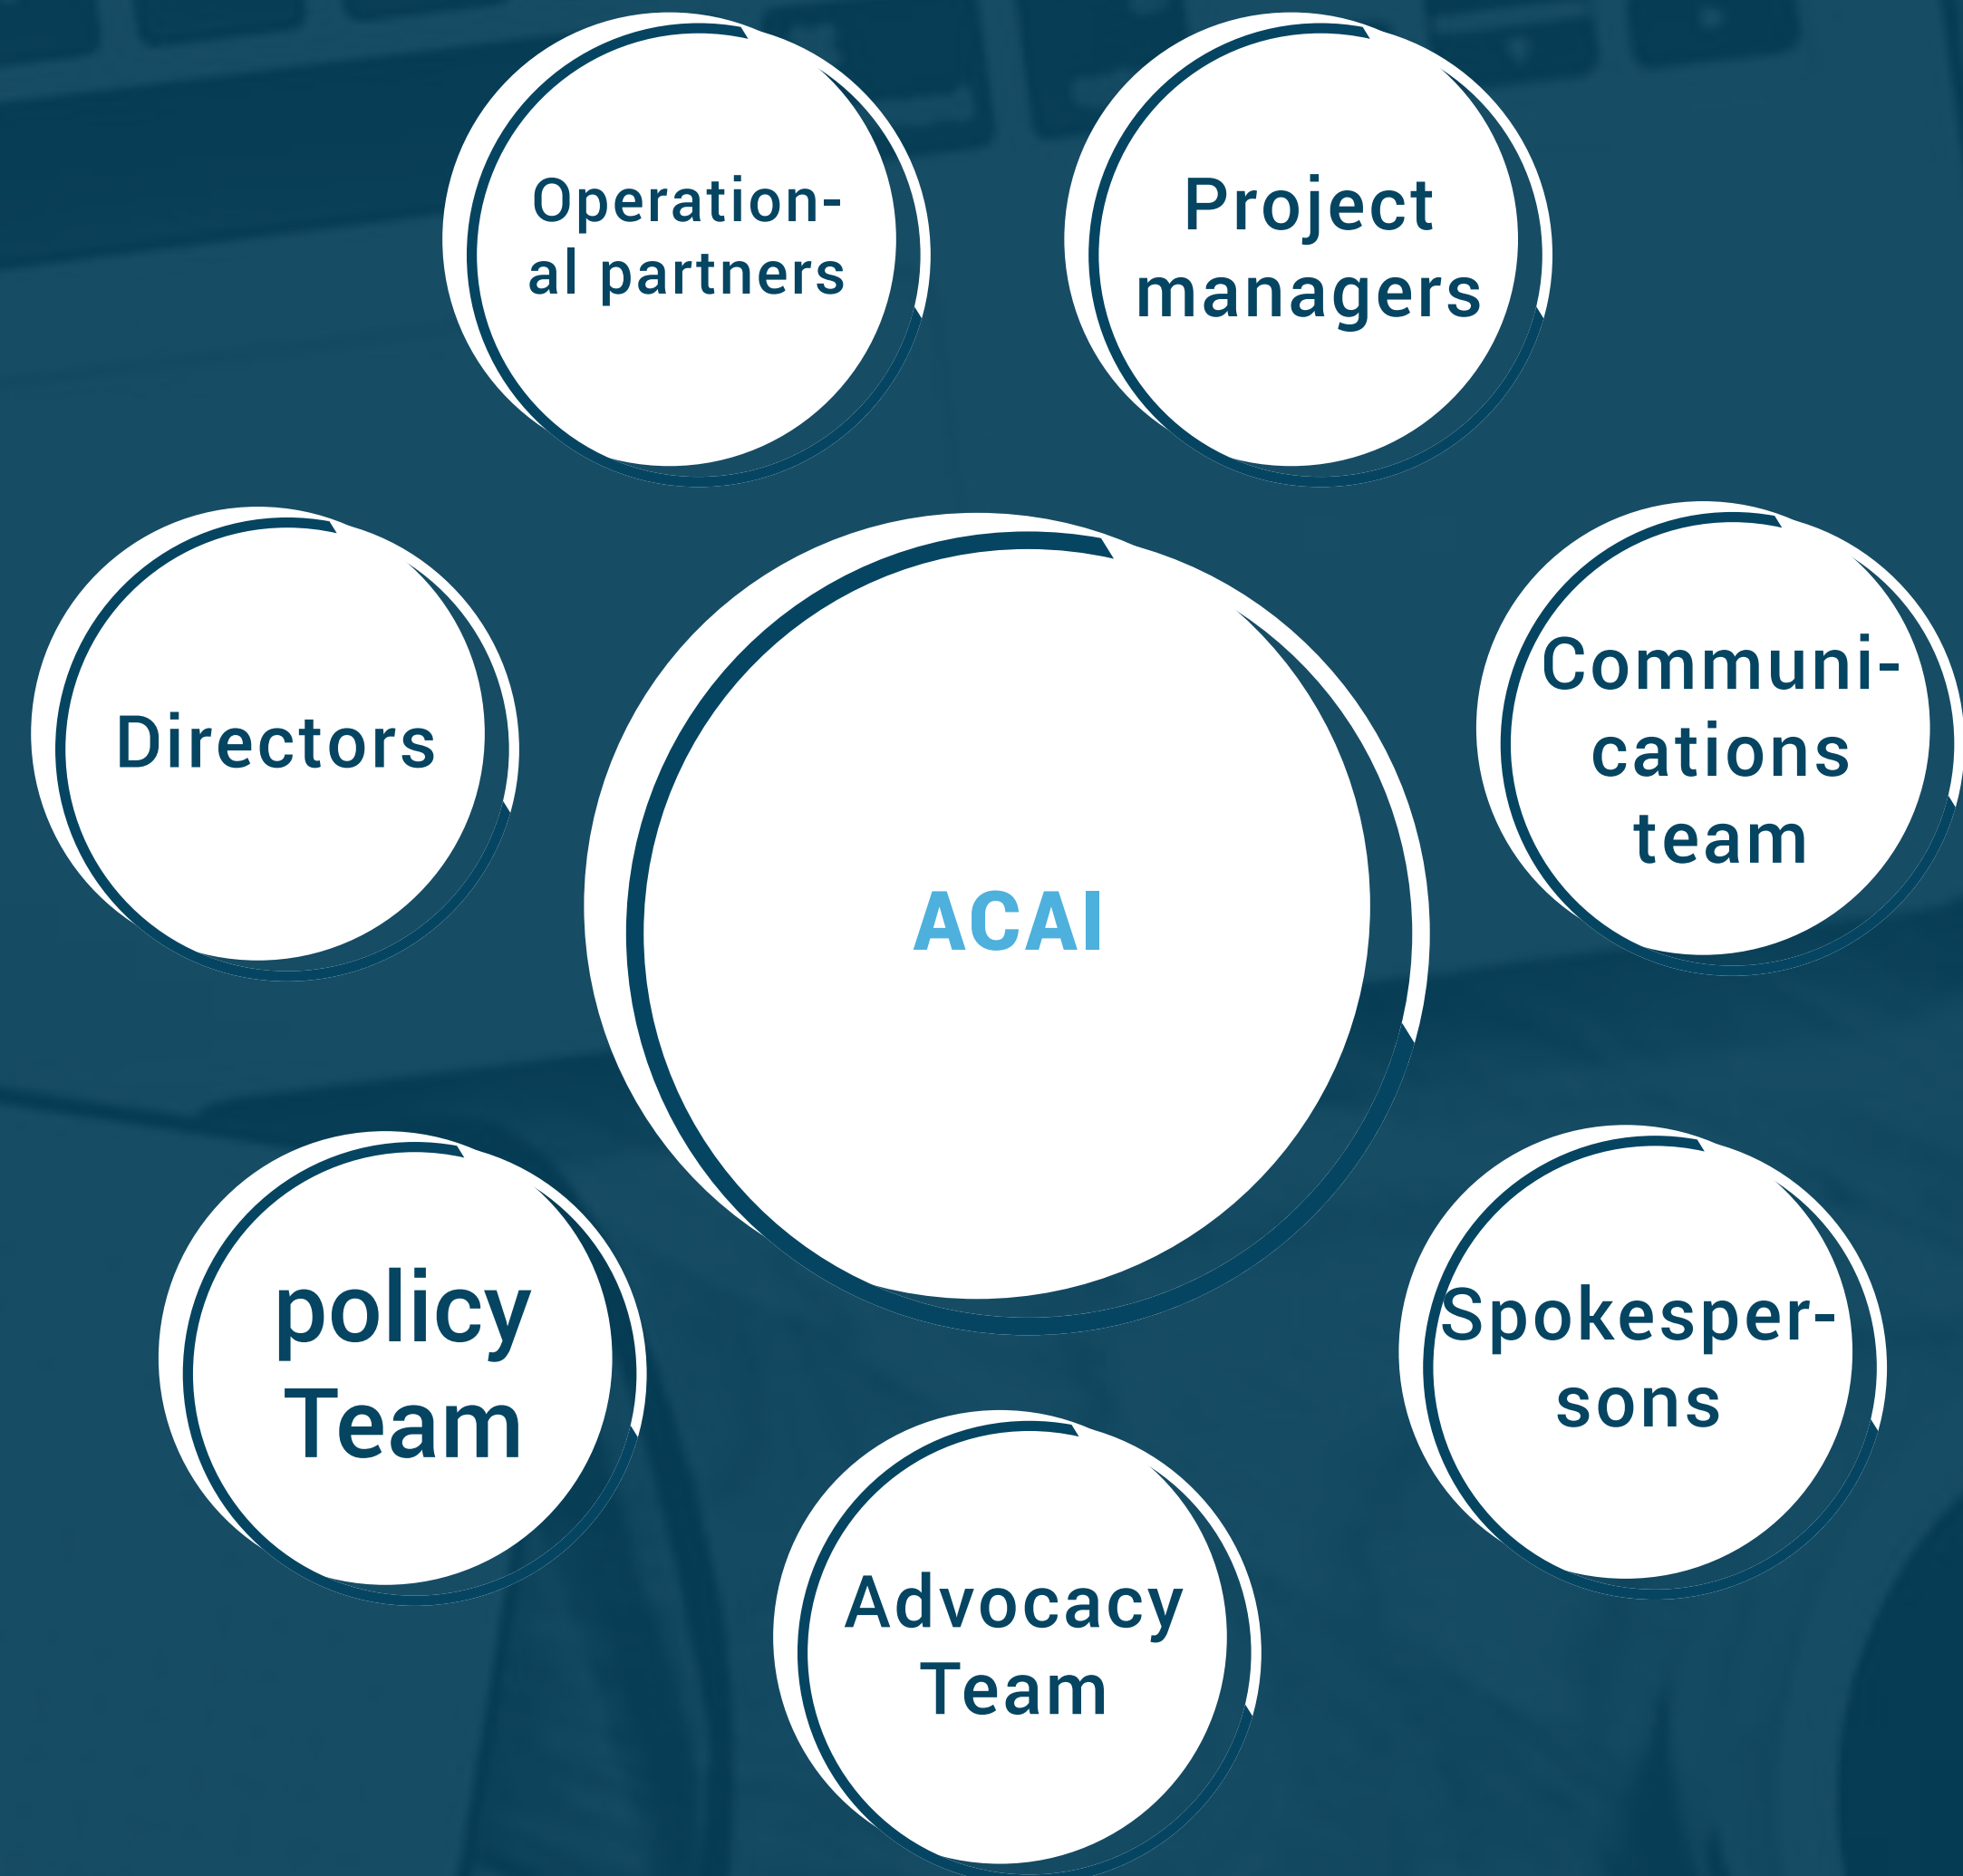 Operation-
al partners
Project
managers
Directors
Communi-
cations
team
ACAI
policy
Team
Spokesper-
sons
Advocacy
Team